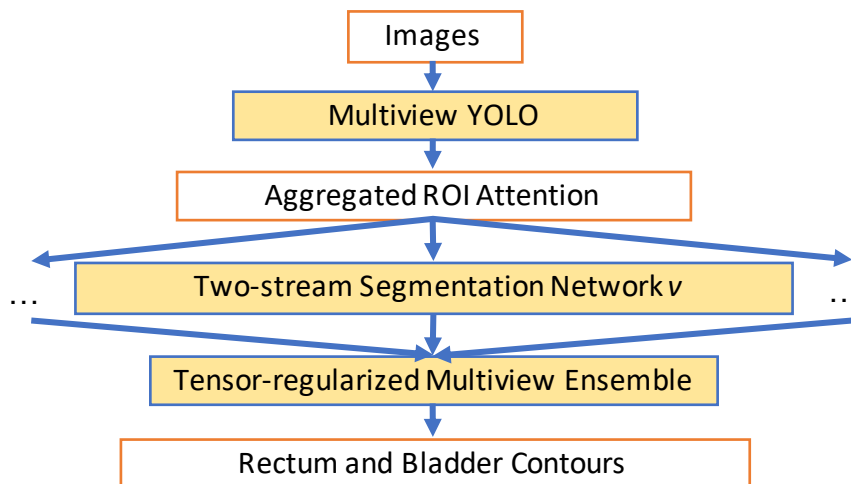 Images
Multiview YOLO
Aggregated ROI Attention
Two-stream Segmentation Network v
... ...
Tensor-regularized Multiview Ensemble
Rectum and Bladder Contours